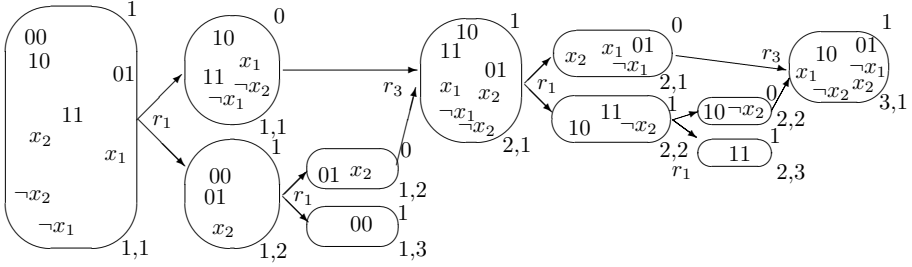 1
00
10
01
11
x₂
x₁
¬x₂
¬x₁
1,1
r₁
0
10
x₁
11
¬x₂
¬x₁
1,1
1
00
01
x₂
1,2
r₁
0
01 x₂
1,2
1
00
1,3
r₃
1
10
11
01
x₁
x₂
¬x₁
¬x₂
2,1
r₁
0
x₂ x₁ 01
¬x₁
2,1
1
11
10 ¬x₂
2,2
r₁
0
10 ¬x₂
2,2
1
11
2,3
r₃
1
10 01
x₁ ¬x₁
¬x₂ x₂
3,1